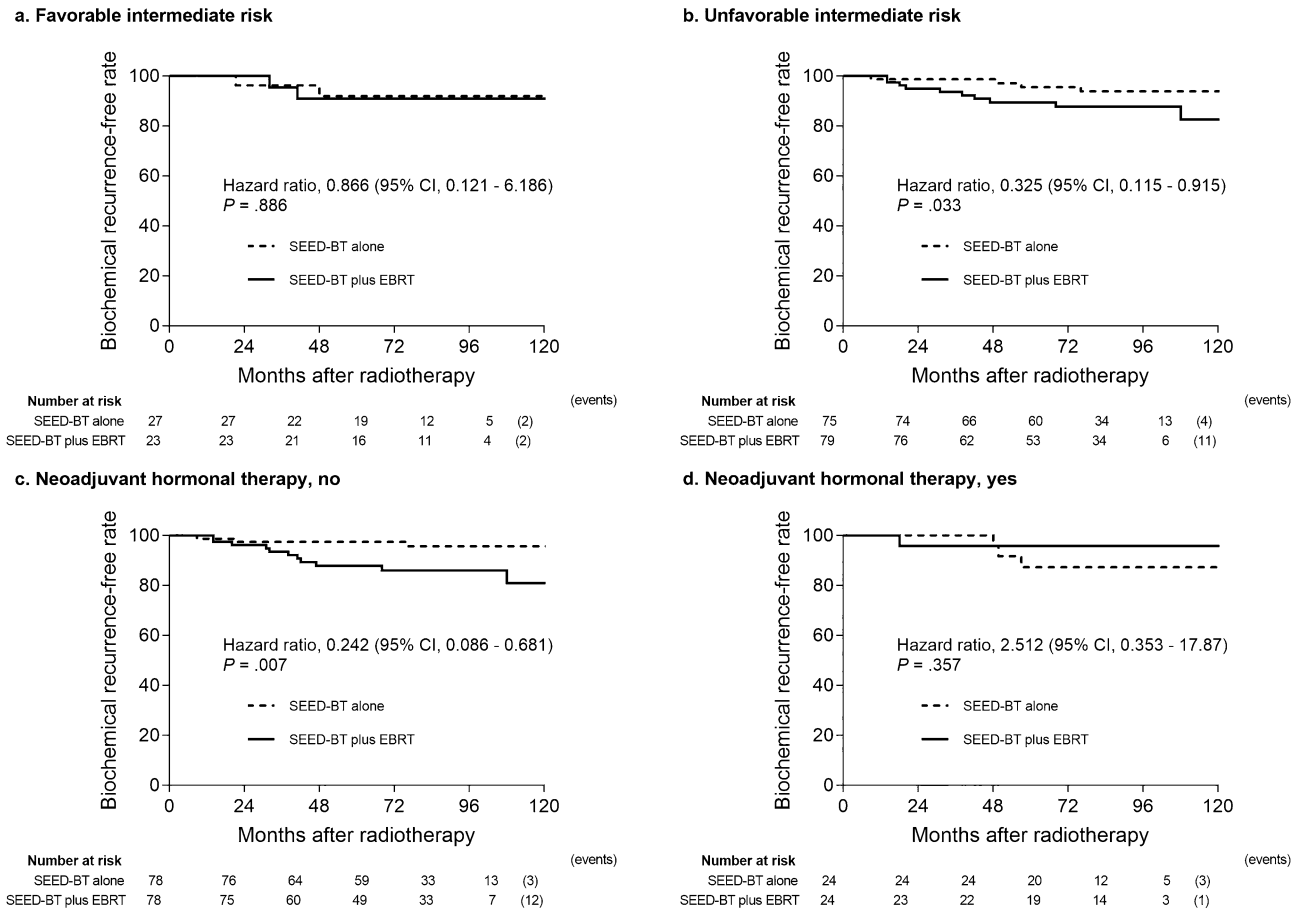 a. Favorable intermediate risk
Biochemical recurrence-free rate
100
80
60
40
20
0
Hazard ratio, 0.866 (95% CI, 0.121 - 6.186)
P = .886
SEED-BT alone
SEED-BT plus EBRT
0 24 48 72 96 120
Months after radiotherapy
Number at risk (events)
SEED-BT alone 27 27 22 19 12 5 (2)
SEED-BT plus EBRT 23 23 21 16 11 4 (2)
b. Unfavorable intermediate risk
Biochemical recurrence-free rate
100
80
60
40
20
0
Hazard ratio, 0.325 (95% CI, 0.115 - 0.915)
P = .033
SEED-BT alone
SEED-BT plus EBRT
0 24 48 72 96 120
Months after radiotherapy
Number at risk (events)
SEED-BT alone 75 74 66 60 34 13 (4)
SEED-BT plus EBRT 79 76 62 53 34 6 (11)
c. Neoadjuvant hormonal therapy, no
Biochemical recurrence-free rate
100
80
60
40
20
0
Hazard ratio, 0.242 (95% CI, 0.086 - 0.681)
P = .007
SEED-BT alone
SEED-BT plus EBRT
0 24 48 72 96 120
Months after radiotherapy
Number at risk (events)
SEED-BT alone 78 76 64 59 33 13 (3)
SEED-BT plus EBRT 78 75 60 49 33 7 (12)
d. Neoadjuvant hormonal therapy, yes
Biochemical recurrence-free rate
100
80
60
40
20
0
Hazard ratio, 2.512 (95% CI, 0.353 - 17.87)
P = .357
SEED-BT alone
SEED-BT plus EBRT
0 24 48 72 96 120
Months after radiotherapy
Number at risk (events)
SEED-BT alone 24 24 24 20 12 5 (3)
SEED-BT plus EBRT 24 23 22 19 14 3 (1)